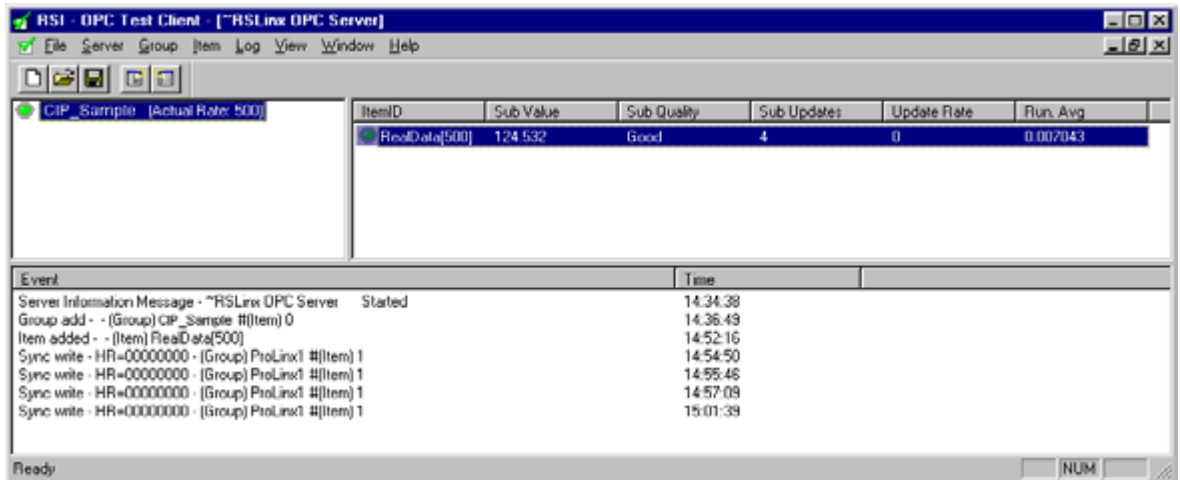 RSI - OPC Test Client - [~RSLinx OPC Server]
File Server Group Item Log View Window Help
CIP_Sample [Actual Rate: 500]
ItemID Sub Value Sub Quality Sub Updates Update Rate Run. Avg
RealData[500] 124.532 Good 4 0 0.007043
Event Time
Server Information Message - ~RSLinx OPC Server Started 14:34:38
Group add - - (Group) CIP_Sample #(Item) 0 14:36:49
Item added - - (Item) RealData[500] 14:52:16
Sync write - HR=00000000 - (Group) ProLinx1 #(Item) 1 14:54:50
Sync write - HR=00000000 - (Group) ProLinx1 #(Item) 1 14:55:46
Sync write - HR=00000000 - (Group) ProLinx1 #(Item) 1 14:57:09
Sync write - HR=00000000 - (Group) ProLinx1 #(Item) 1 15:01:39
Ready NUM